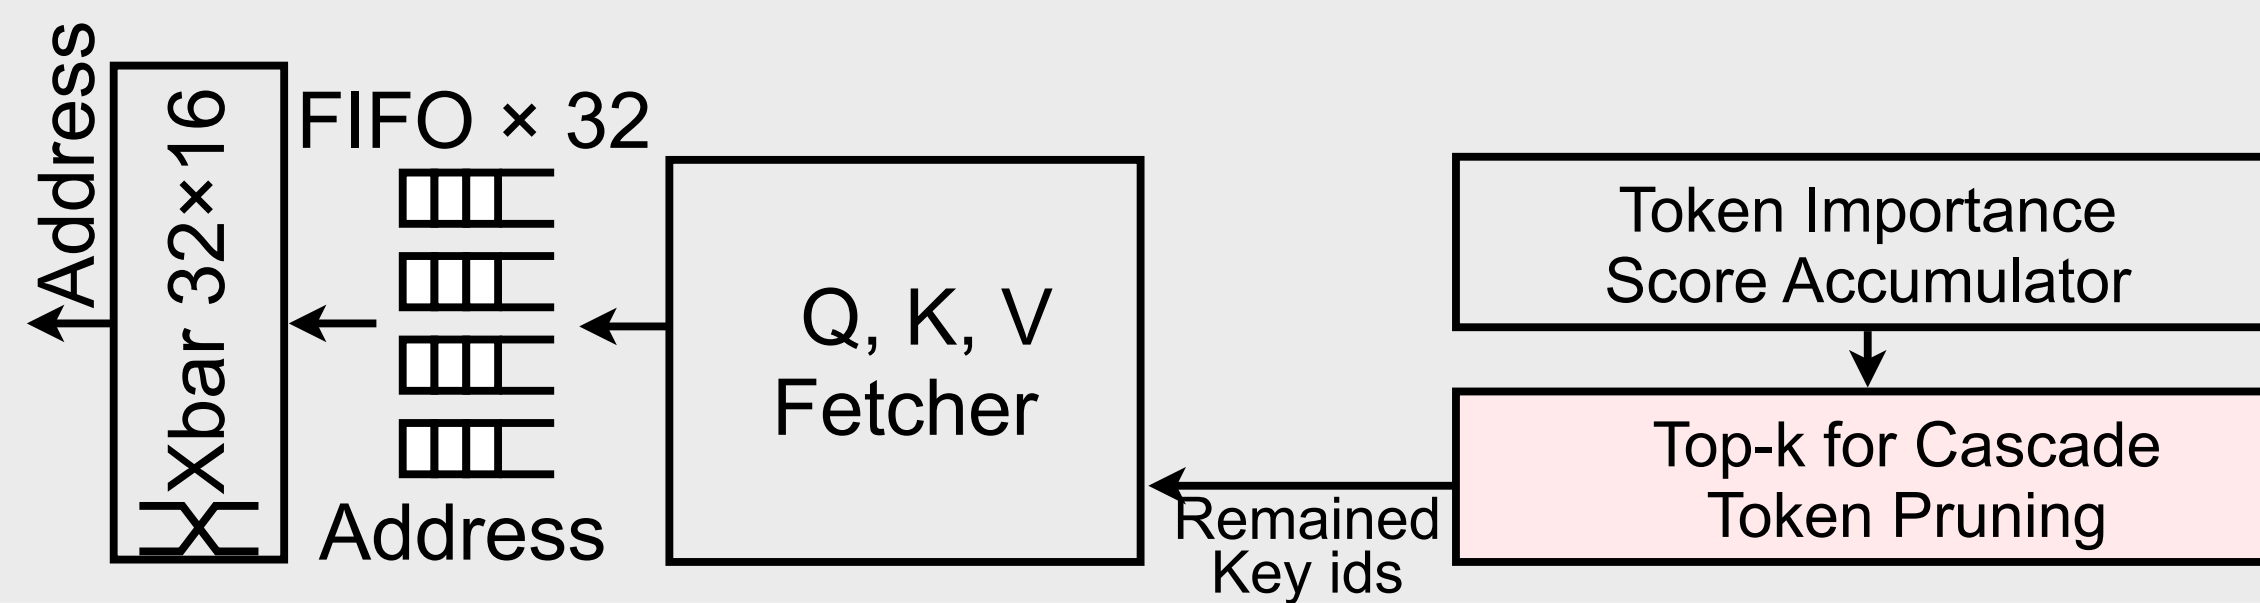 Address
Xbar 32×16
FIFO × 32
Address
Q, K, V
Fetcher
Remained
Key ids
Token Importance
Score Accumulator
Top-k for Cascade
Token Pruning